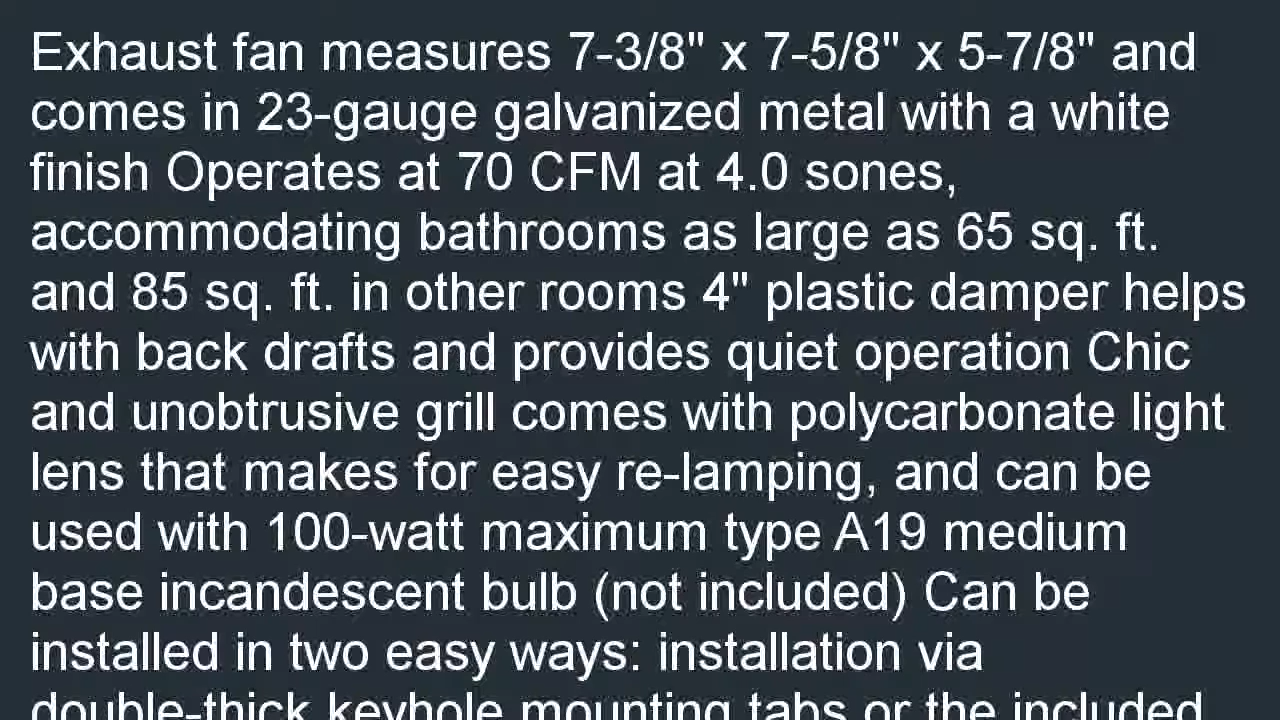 Exhaust fan measures 7-3/8" x 7-5/8" x 5-7/8" and
comes in 23-gauge galvanized metal with a white
finish Operates at 70 CFM at 4.0 sones,
accommodating bathrooms as large as 65 sq. ft.
and 85 sq. ft. in other rooms 4" plastic damper helps
with back drafts and provides quiet operation Chic
and unobtrusive grill comes with polycarbonate light
lens that makes for easy re-lamping, and can be
used with 100-watt maximum type A19 medium
base incandescent bulb (not included) Can be
installed in two easy ways: installation via
double-thick keyhole mounting tabs or the included